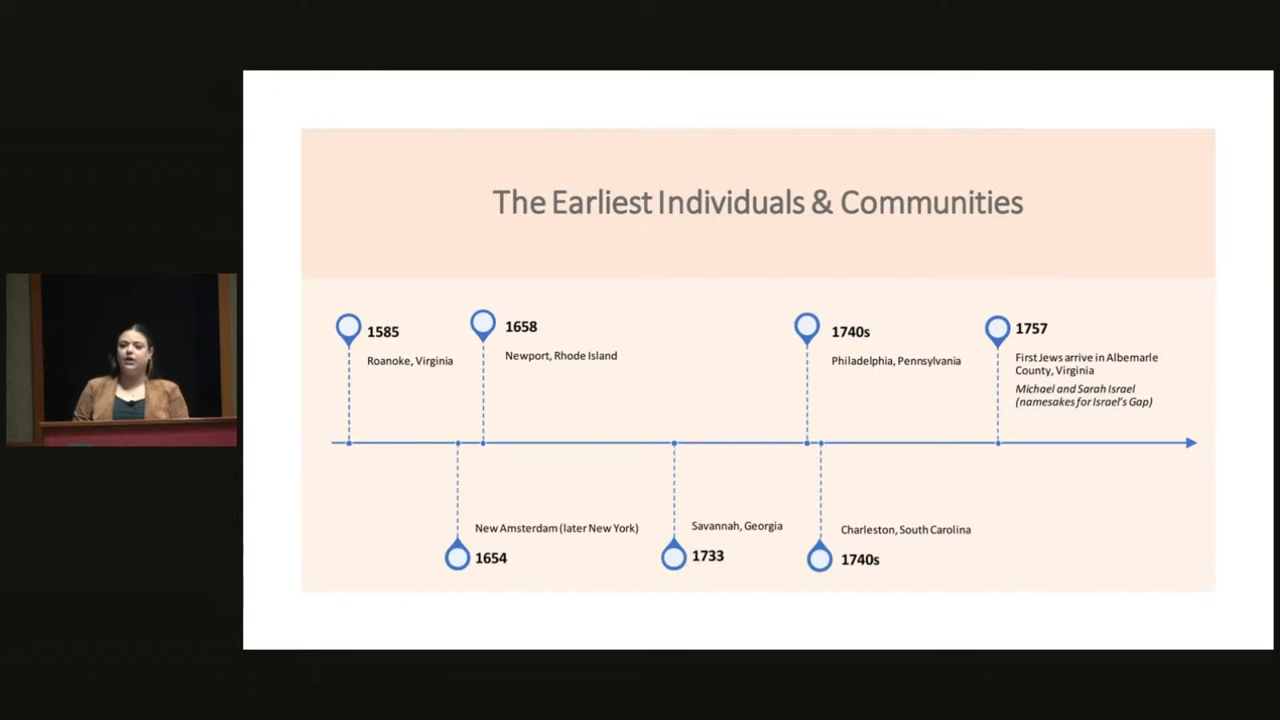 The Earliest Individuals & Communities
1585
Roanoke, Virginia
1658
Newport, Rhode Island
1740s
Philadelphia, Pennsylvania
1757
First Jews arrive in Albemarle
County, Virginia
Michael and Sarah Israel
(namesakes for Israel's Gap)
New Amsterdam (later New York)
1654
Savannah, Georgia
1733
Charleston, South Carolina
1740s